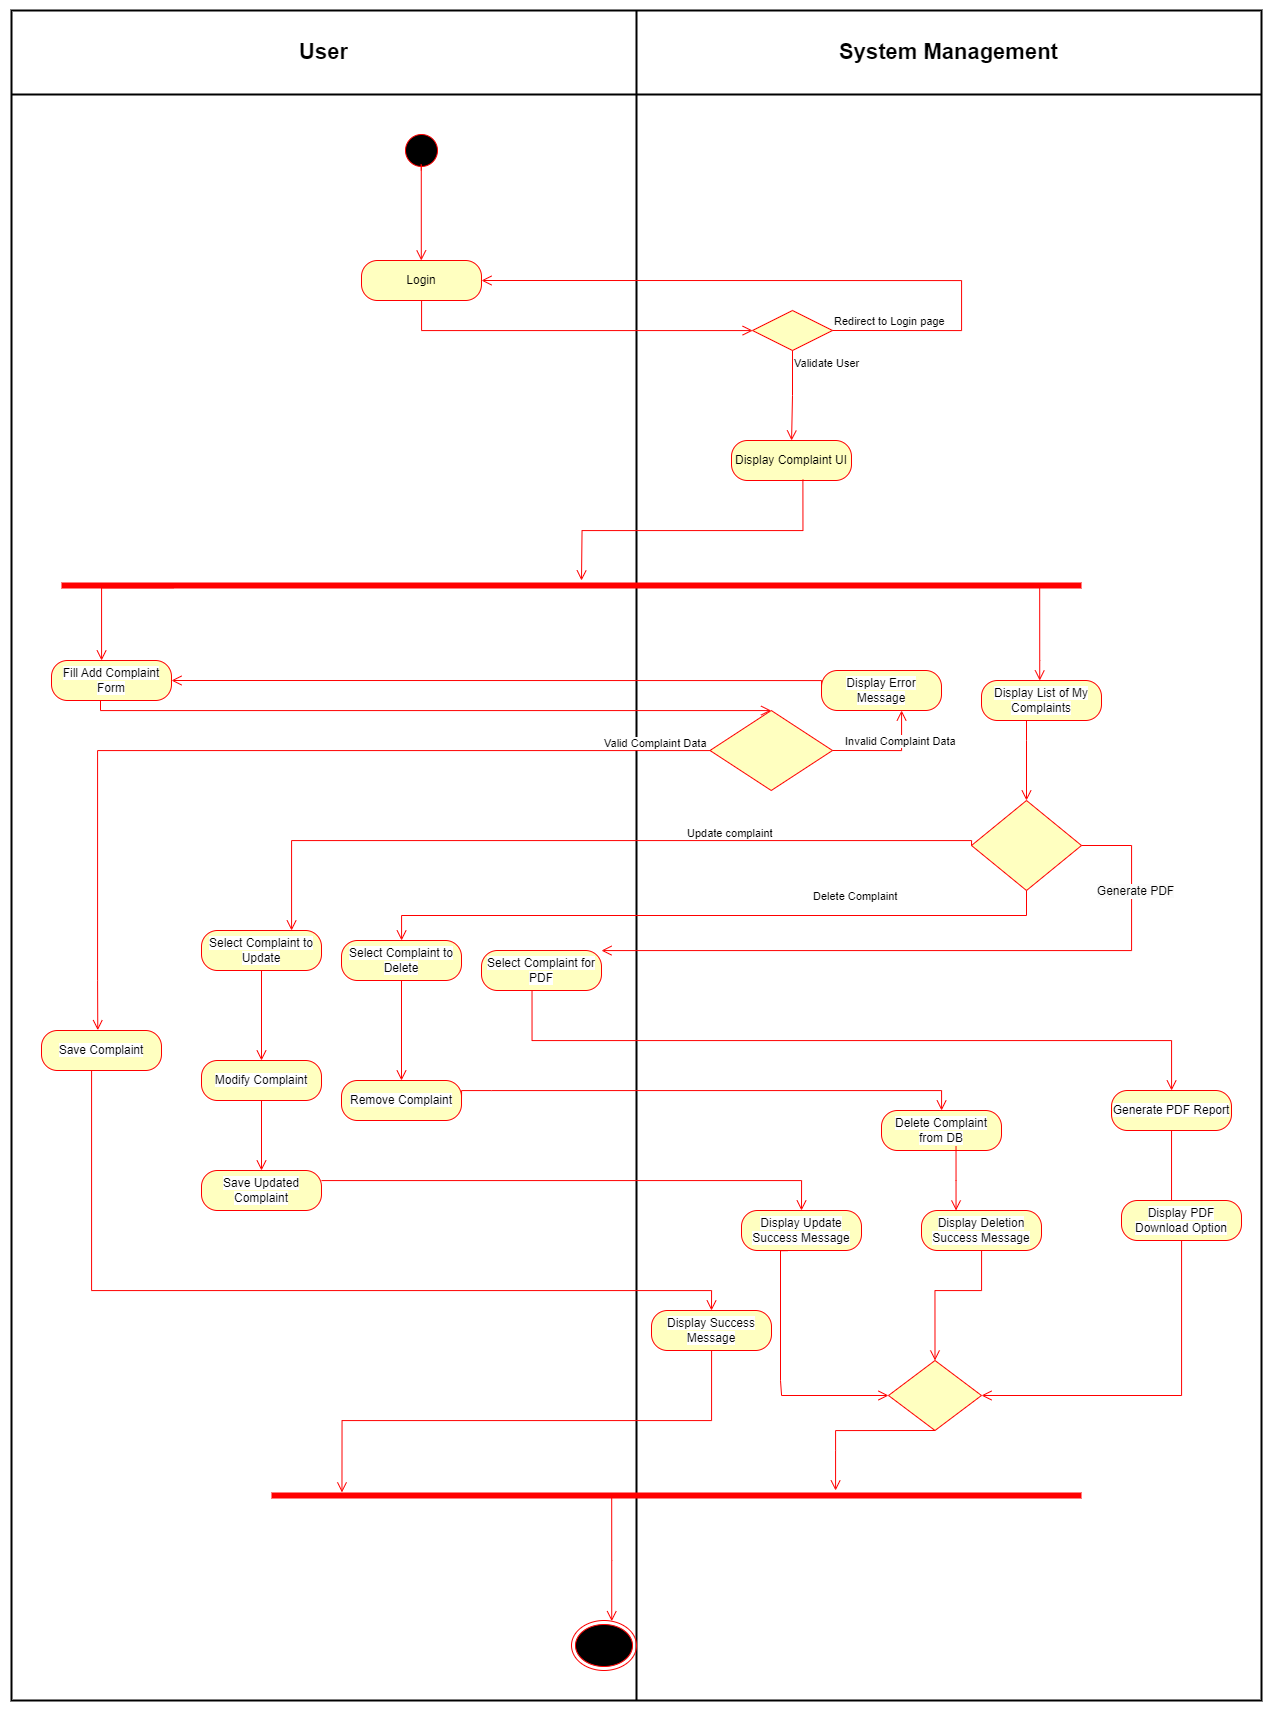 User
System Management
Login
Redirect to Login page
Validate User
Display Complaint UI
Fill Add Complaint
Form
Display Error
Message
Display List of My
Complaints
Valid Complaint Data
Invalid Complaint Data
Update complaint
Delete Complaint
Generate PDF
Select Complaint to
Update
Select Complaint to
Delete
Select Complaint for
PDF
Save Complaint
Modify Complaint
Remove Complaint
Generate PDF Report
Delete Complaint
from DB
Save Updated
Complaint
Display Update
Success Message
Display Deletion
Success Message
Display PDF
Download Option
Display Success
Message